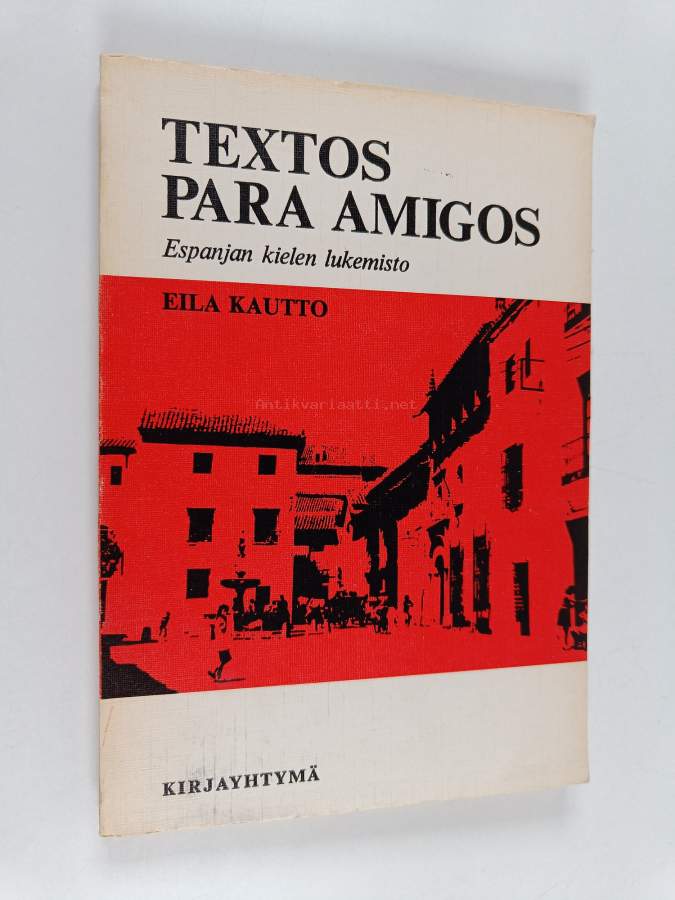 TEXTOS
PARA AMIGOS
Espanjan kielen lukemisto
EILA KAUTTO
Antikvariaatti.net
KIRJAYHTYMÄ